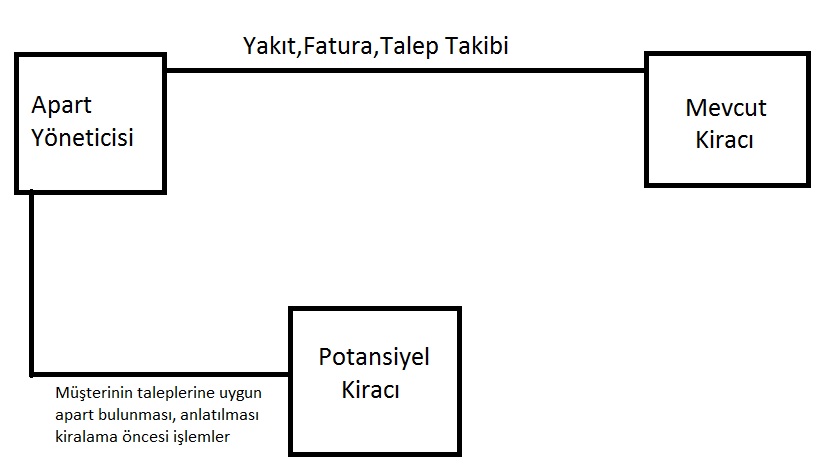 Yakıt,Fatura,Talep Takibi
Apart
Yöneticisi
Mevcut
Kiracı
Potansiyel
Kiracı
Müşterinin taleplerine uygun
apart bulunması, anlatılması
kiralama öncesi işlemler